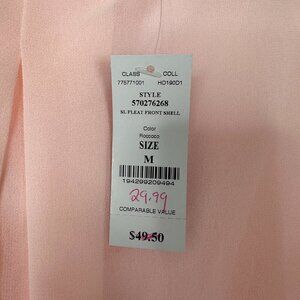 CLASS COLL
775771001 HO190D1
STYLE
570276268
SL PLEAT FRONT SHELL
Color
Rococco
SIZE
M
194299209494
29.99
COMPARABLE VALUE
$49.50